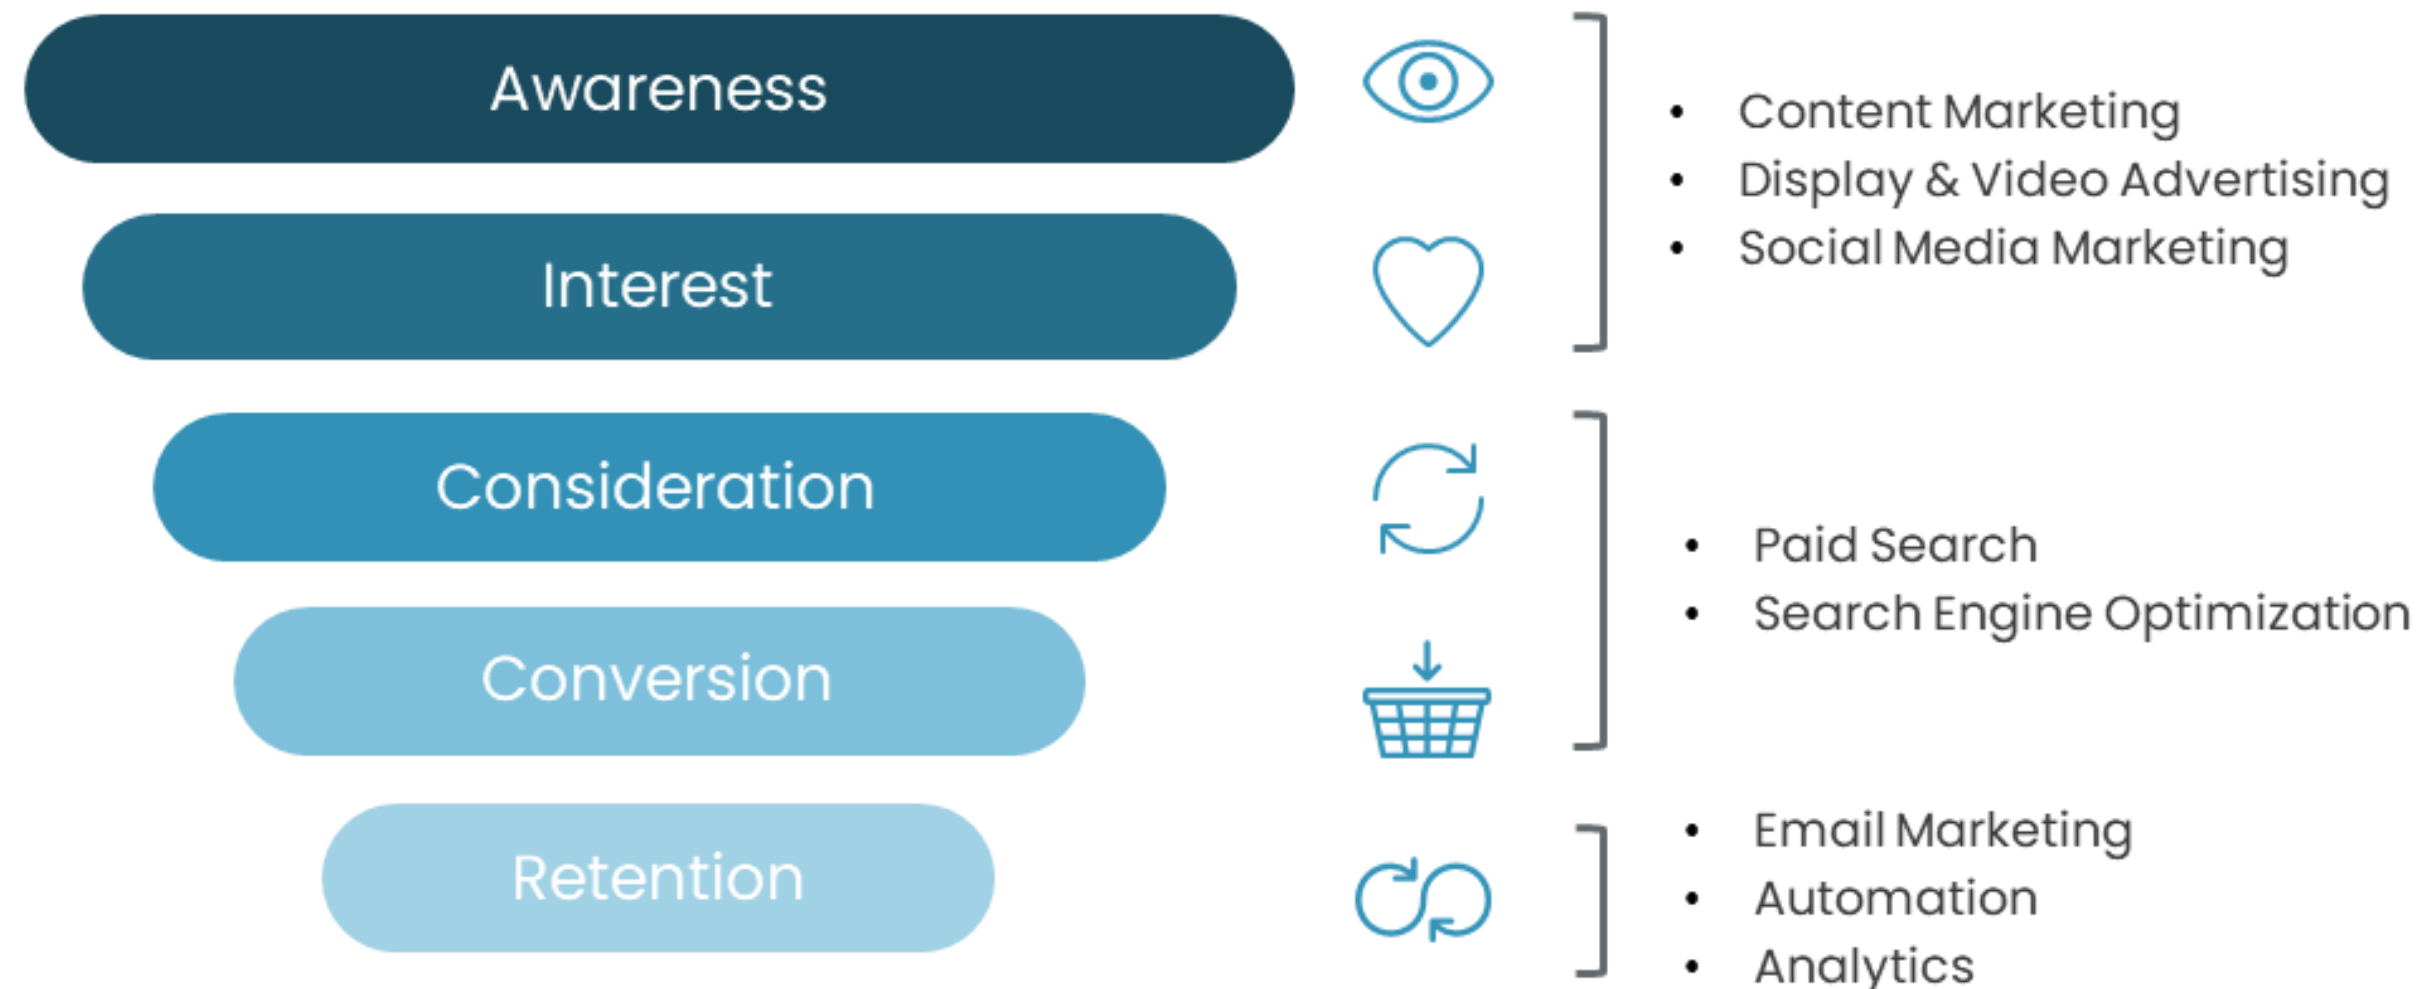 Awareness
Interest
Consideration
Conversion
Retention
• Content Marketing
• Display & Video Advertising
• Social Media Marketing
• Paid Search
• Search Engine Optimization
• Email Marketing
• Automation
• Analytics